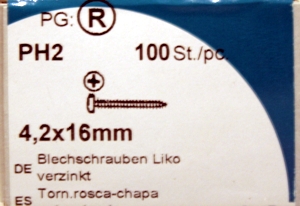 PG: R
PH2 100 St./pc
4,2x16mm
DE Blechschrauben Liko
verzinkt
ES Torn.rosca-chapa